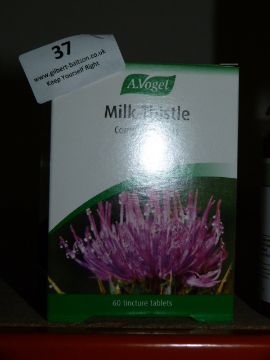 37
www.gilbert-baitson.co.uk
Keep Yourself Right
A.Vogel
Milk Thistle
60 tincture tablets